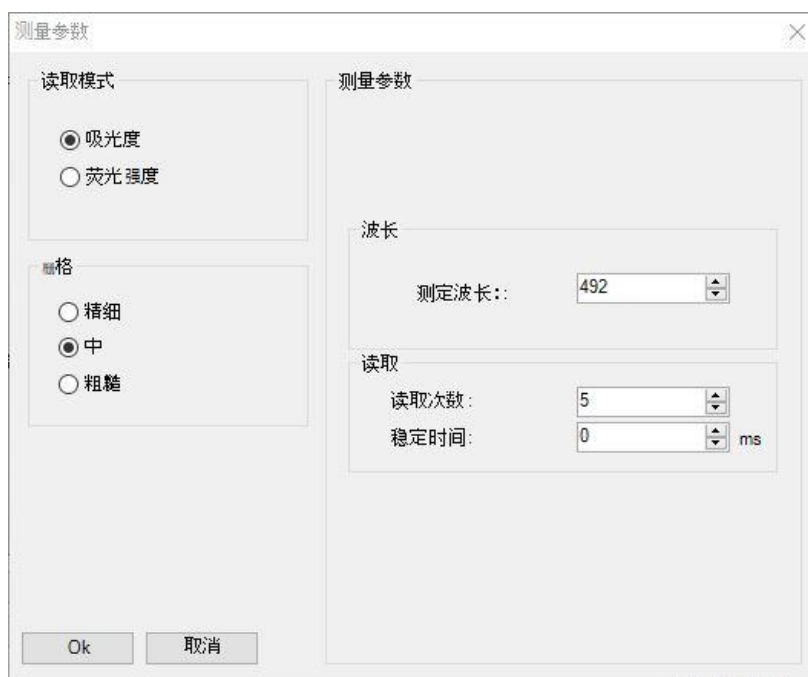 测量参数
读取模式
吸光度
荧光强度
栅格
精细
中
粗糙
测量参数
波长
测定波长::
492
读取
读取次数:
5
稳定时间:
0
ms
Ok
取消